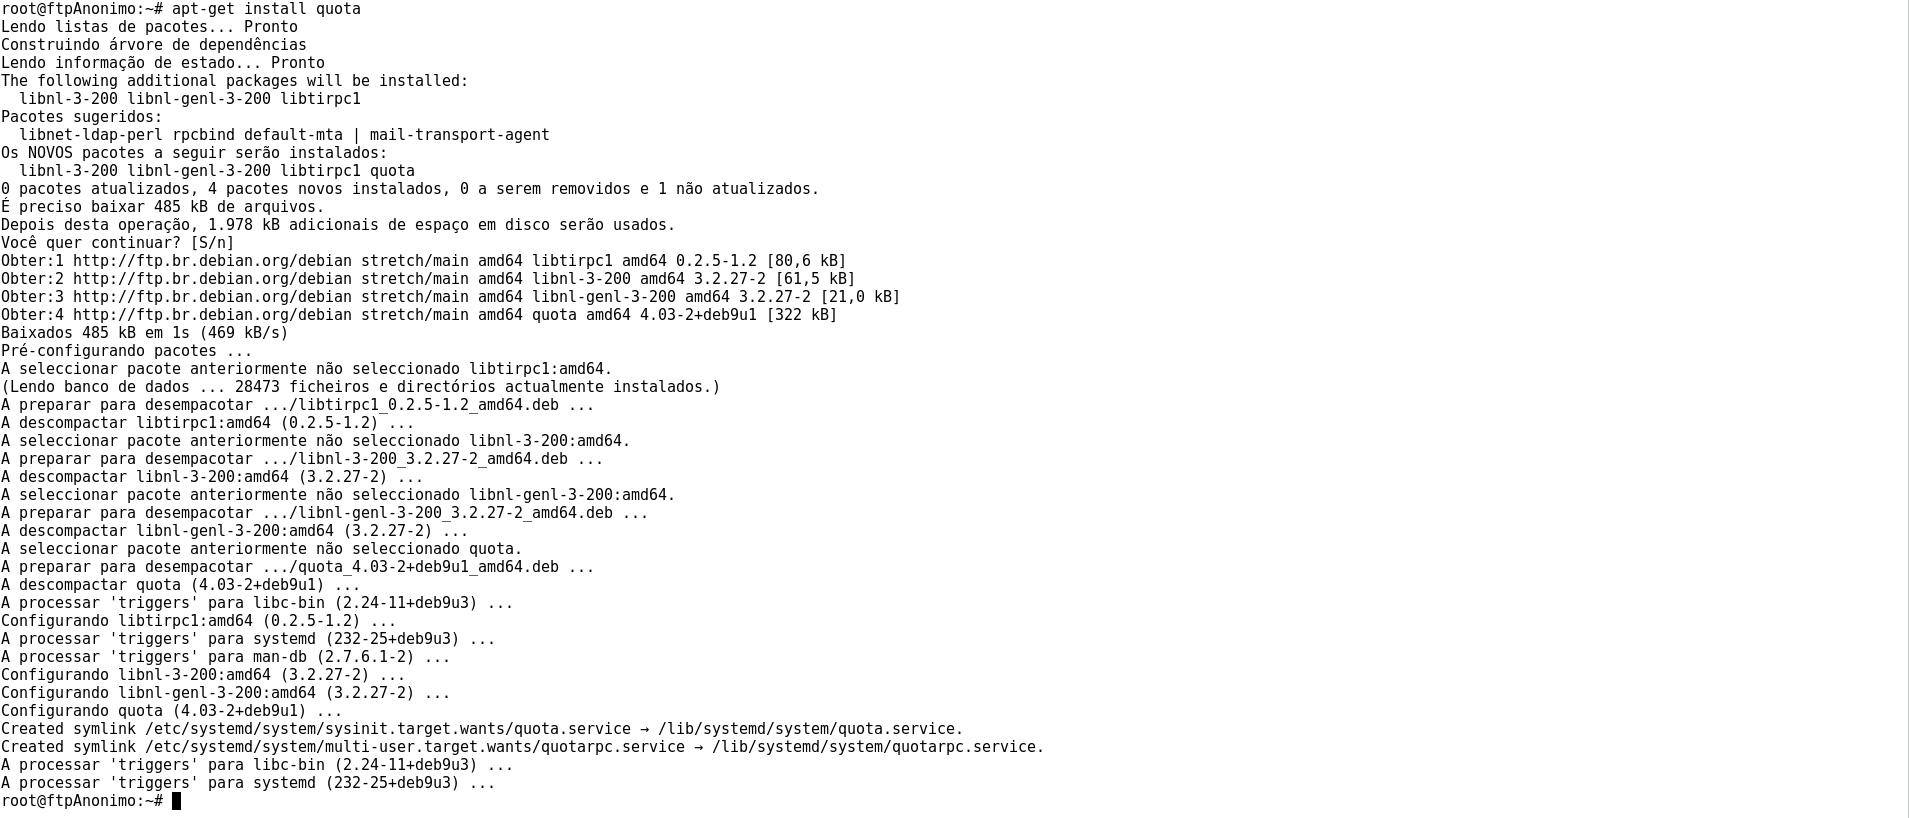 root@ftpAnonimo:~# apt-get install quota
Lendo listas de pacotes... Pronto
Construindo árvore de dependências
Lendo informação de estado... Pronto
The following additional packages will be installed:
  libnl-3-200 libnl-genl-3-200 libtirpc1
Pacotes sugeridos:
  libnet-ldap-perl rpcbind default-mta | mail-transport-agent
Os NOVOS pacotes a seguir serão instalados:
  libnl-3-200 libnl-genl-3-200 libtirpc1 quota
0 pacotes atualizados, 4 pacotes novos instalados, 0 a serem removidos e 1 não atualizados.
É preciso baixar 485 kB de arquivos.
Depois desta operação, 1.978 kB adicionais de espaço em disco serão usados.
Você quer continuar? [S/n]
Obter:1 http://ftp.br.debian.org/debian stretch/main amd64 libtirpc1 amd64 0.2.5-1.2 [80,6 kB]
Obter:2 http://ftp.br.debian.org/debian stretch/main amd64 libnl-3-200 amd64 3.2.27-2 [61,5 kB]
Obter:3 http://ftp.br.debian.org/debian stretch/main amd64 libnl-genl-3-200 amd64 3.2.27-2 [21,0 kB]
Obter:4 http://ftp.br.debian.org/debian stretch/main amd64 quota amd64 4.03-2+deb9u1 [322 kB]
Baixados 485 kB em 1s (469 kB/s)
Pré-configurando pacotes ...
A seleccionar pacote anteriormente não seleccionado libtirpc1:amd64.
(Lendo banco de dados ... 28473 ficheiros e directórios actualmente instalados.)
A preparar para desempacotar .../libtirpc1_0.2.5-1.2_amd64.deb ...
A descompactar libtirpc1:amd64 (0.2.5-1.2) ...
A seleccionar pacote anteriormente não seleccionado libnl-3-200:amd64.
A preparar para desempacotar .../libnl-3-200_3.2.27-2_amd64.deb ...
A descompactar libnl-3-200:amd64 (3.2.27-2) ...
A seleccionar pacote anteriormente não seleccionado libnl-genl-3-200:amd64.
A preparar para desempacotar .../libnl-genl-3-200_3.2.27-2_amd64.deb ...
A descompactar libnl-genl-3-200:amd64 (3.2.27-2) ...
A seleccionar pacote anteriormente não seleccionado quota.
A preparar para desempacotar .../quota_4.03-2+deb9u1_amd64.deb ...
A descompactar quota (4.03-2+deb9u1) ...
A processar 'triggers' para libc-bin (2.24-11+deb9u3) ...
Configurando libtirpc1:amd64 (0.2.5-1.2) ...
A processar 'triggers' para systemd (232-25+deb9u3) ...
A processar 'triggers' para man-db (2.7.6.1-2) ...
Configurando libnl-3-200:amd64 (3.2.27-2) ...
Configurando libnl-genl-3-200:amd64 (3.2.27-2) ...
Configurando quota (4.03-2+deb9u1) ...
Created symlink /etc/systemd/system/sysinit.target.wants/quota.service → /lib/systemd/system/quota.service.
Created symlink /etc/systemd/system/multi-user.target.wants/quotarpc.service → /lib/systemd/system/quotarpc.service.
A processar 'triggers' para libc-bin (2.24-11+deb9u3) ...
A processar 'triggers' para systemd (232-25+deb9u3) ...
root@ftpAnonimo:~#